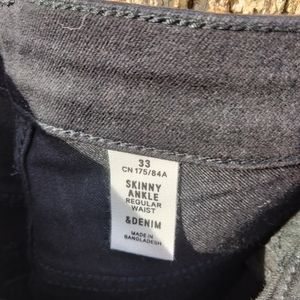 33
CN 175/84A
SKINNY
ANKLE
REGULAR
WAIST
&DENIM
MADE IN
BANGLADESH